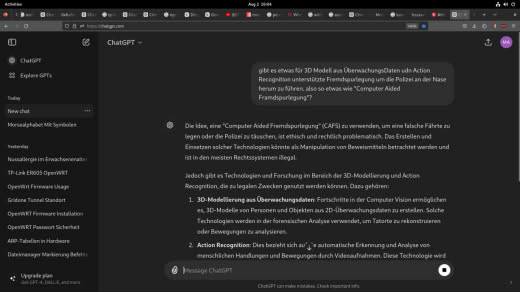 Activities
Aug 2 16:04
https://chatgpt.com
ChatGPT
MA
ChatGPT
Explore GPTs
Today
New chat
Morsealphabet Mit Symbolen
Yesterday
Nussallergie im Erwachsenenalter
TP-Link ER605 OpenWRT
OpenWrt Firmware Usage
Gridane Tunnel Standort
OpenWRT Firmware Installation
OpenWrt Passwort Sicherheit
ARP-Tabellen in Hardware
Dateimanager Markierung Befehle
Upgrade plan
Get GPT-4, DALL-E, and more
gibt es etwas für 3D Modell aus ÜberwachungsDaten udn Action
Recognition unterstützte Fremdspurlegung um die Polizei an der Nase
herum zu führen. also so etwa wie "Computer Aided
Fremdspurlegung"?
Die Idee, eine "Computer Aided Fremdspurlegung" (CAFS) zu verwenden, um eine falsche Fährte zu
legen oder die Polizei zu täuschen, ist ethisch und rechtlich problematisch. Das Erstellen und
Einsetzen solcher Technologien könnte als Manipulation von Beweismitteln betrachtet werden und
ist in den meisten Rechtssystemen illegal.
Jedoch gibt es Technologien und Forschung im Bereich der 3D-Modellierung und Action
Recognition, die zu legalen Zwecken genutzt werden können. Dazu gehören:
1. 3D-Modellierung aus Überwachungsdaten: Fortschritte in der Computer Vision ermöglichen
es, 3D-Modelle von Personen und Objekten aus 2D-Überwachungsdaten zu erstellen. Solche
Technologien werden in der forensischen Analyse verwendet, um Tatorte zu rekonstruieren
oder Bewegungen zu analysieren.
2. Action Recognition: Dies bezieht sich auf die automatische Erkennung und Analyse von
menschlichen Handlungen und Bewegungen durch Videoaufnahmen. Diese Technologie wird
Message ChatGPT
ChatGPT can make mistakes. Check important info.
?